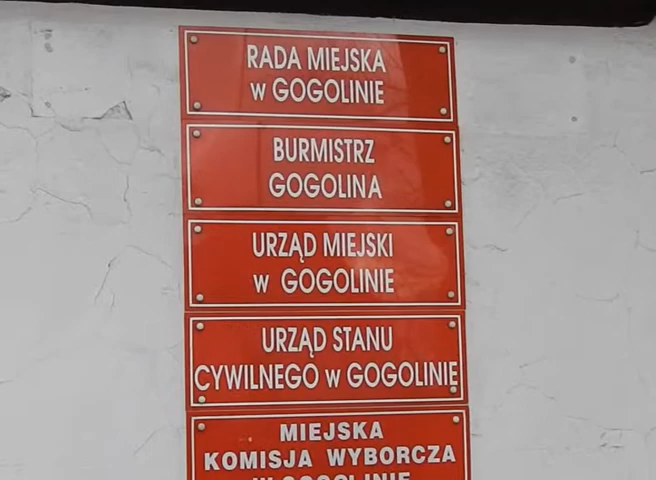 RADA MIEJSKA
w GOGOLINIE
BURMISTRZ
GOGOLINA
URZĄD MIEJSKI
w GOGOLINIE
URZĄD STANU
CYWILNEGO w GOGOLINIE
MIEJSKA
KOMISJA WYBORCZA
W GOGOLINIE